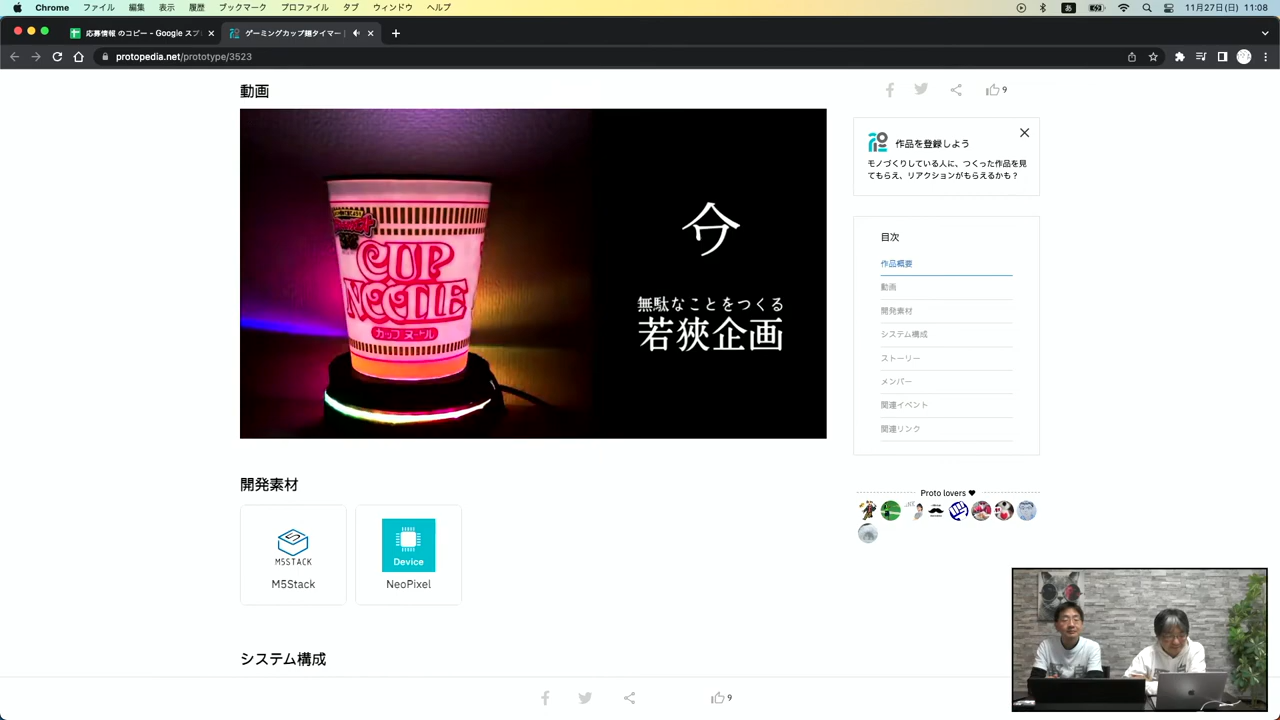 Chrome ファイル 編集 表示 履歴 ブックマーク プロファイル タブ ウィンドウ ヘルプ
あ
11月27日(日) 11:08
応募情報 のコピー - Google スプ
ゲーミングカップ麺タイマー |
protopedia.net/prototype/3523
動画
9
CUP
NOODLE
カップヌードル
今
無駄なことをつくる
若狹企画
作品を登録しよう
モノづくりしている人に、つくった作品を見
てもらえ、リアクションがもらえるかも？
目次
作品概要
動画
開発素材
システム構成
ストーリー
メンバー
関連イベント
関連リンク
Proto lovers ♥
開発素材
M5STACK
M5Stack
Device
NeoPixel
システム構成
9